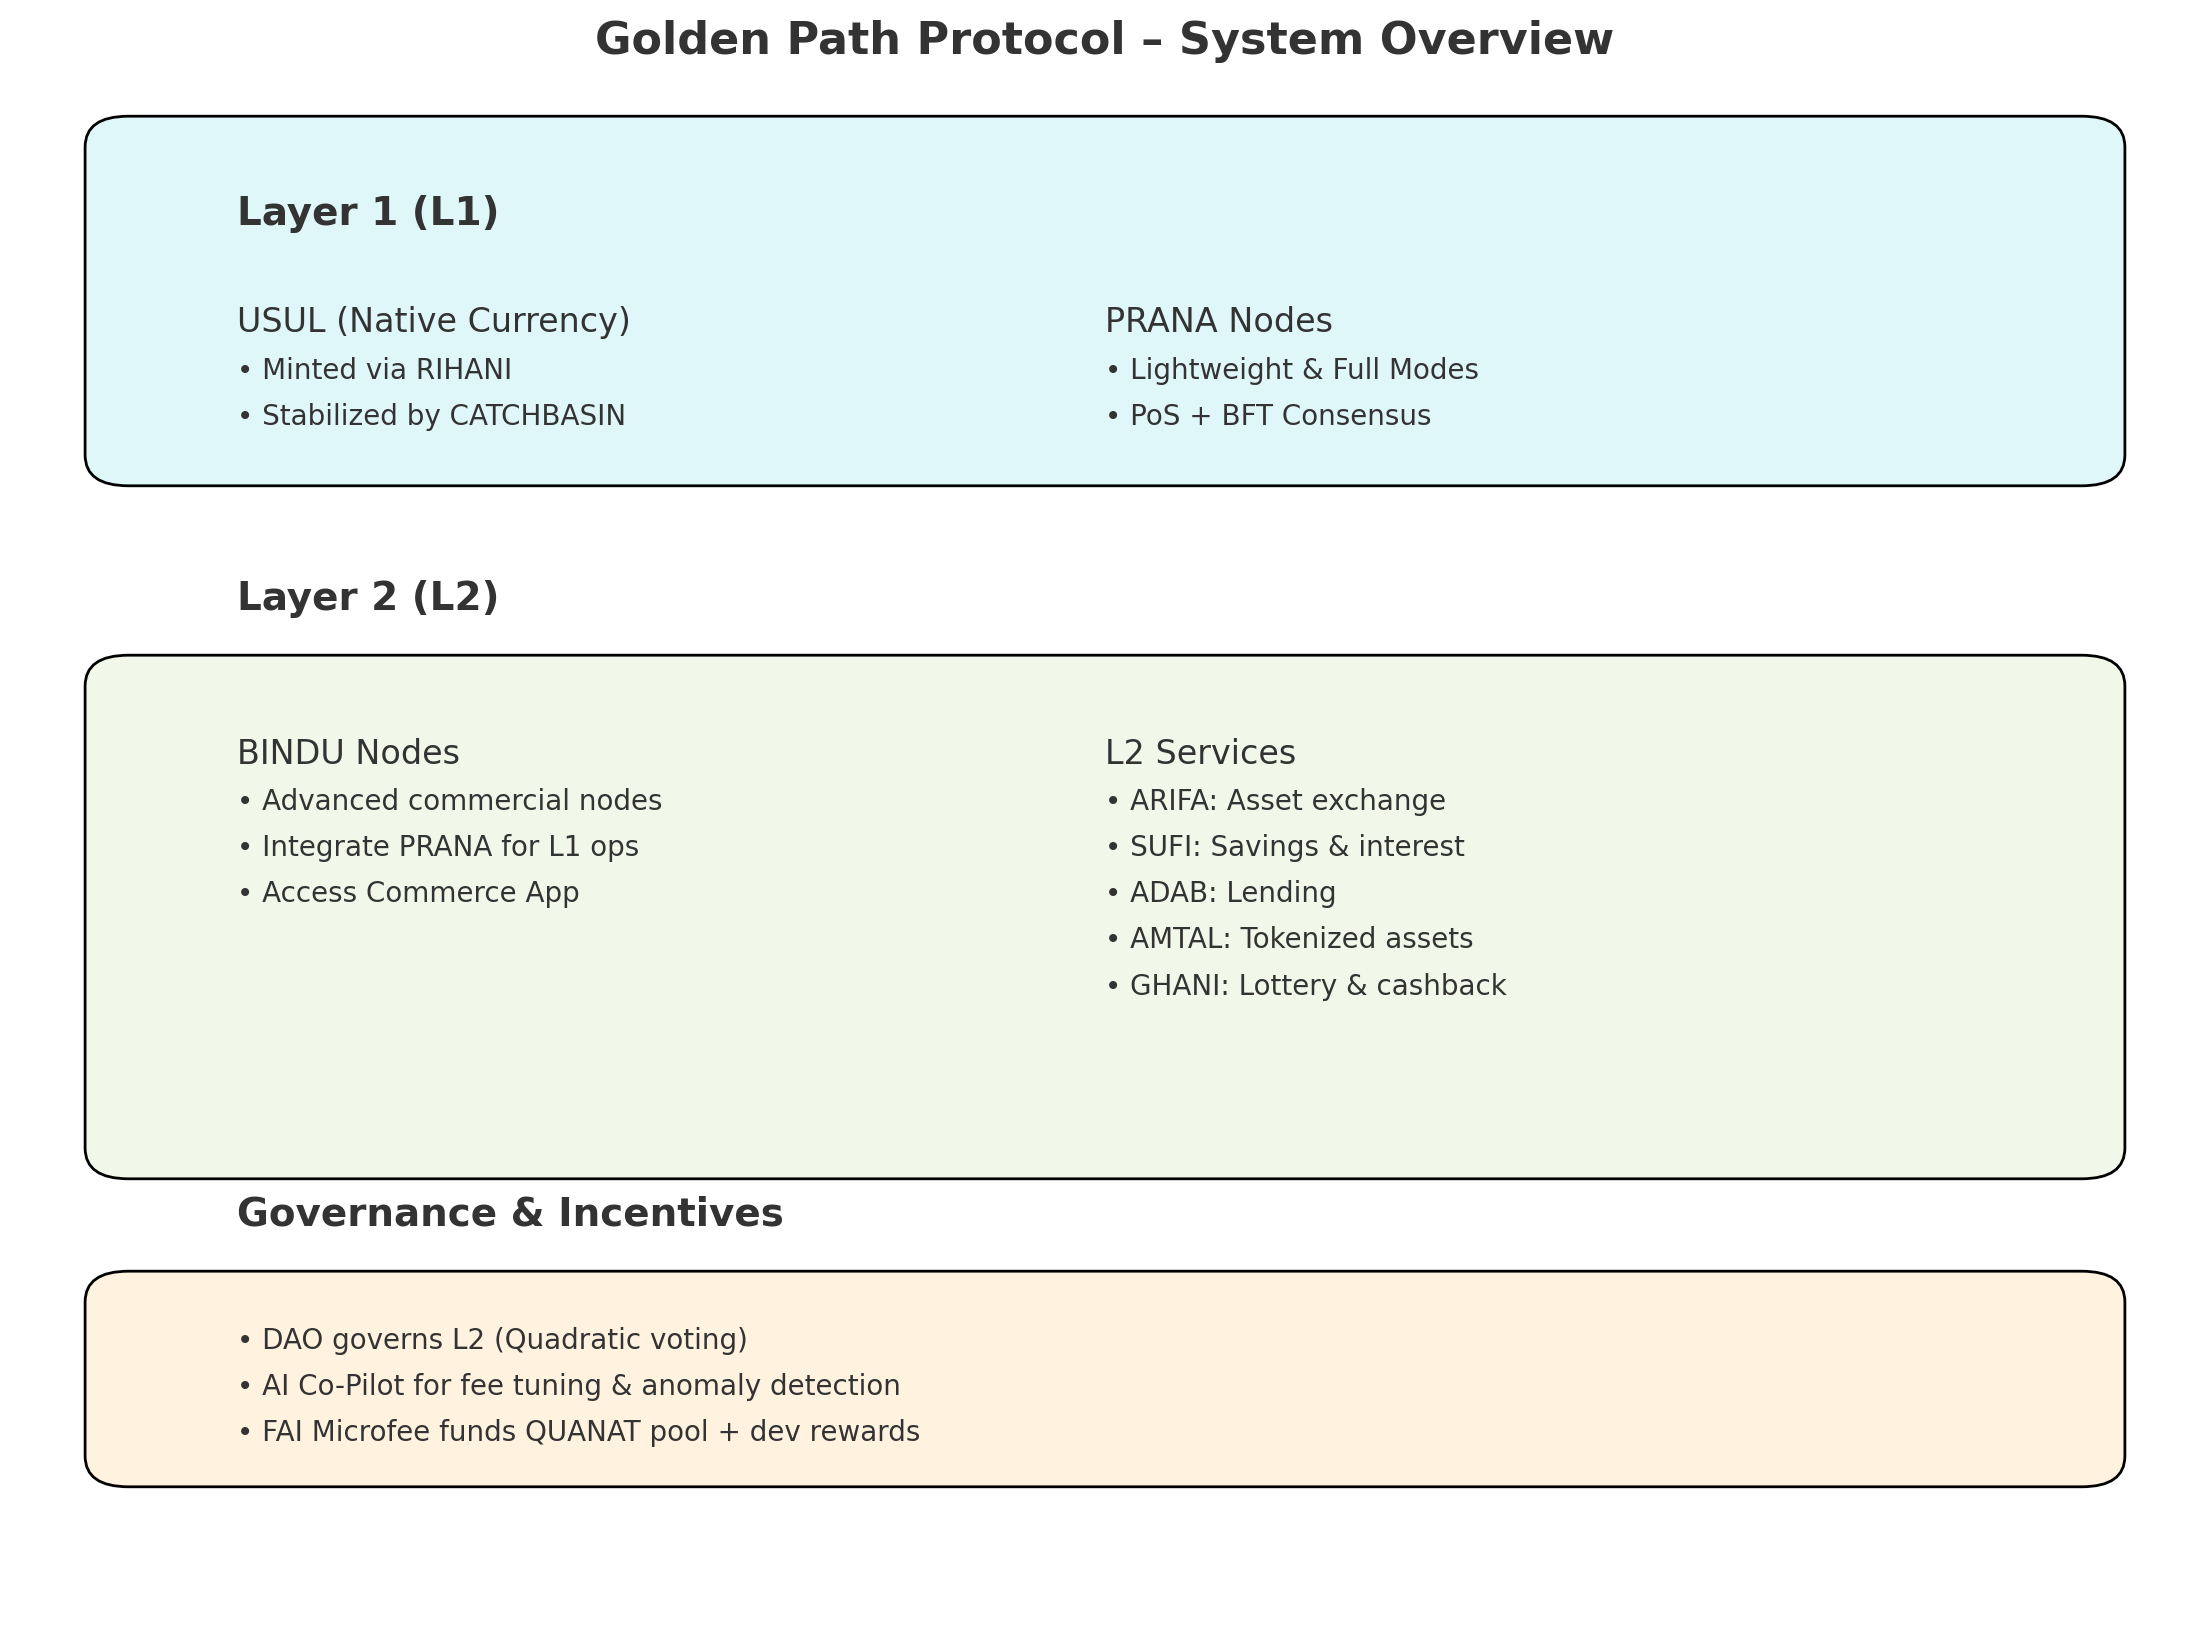 Golden Path Protocol – System Overview
Layer 1 (L1)
USUL (Native Currency)
• Minted via RIHANI
• Stabilized by CATCHBASIN
PRANA Nodes
• Lightweight & Full Modes
• PoS + BFT Consensus
Layer 2 (L2)
BINDU Nodes
• Advanced commercial nodes
• Integrate PRANA for L1 ops
• Access Commerce App
L2 Services
• ARIFA: Asset exchange
• SUFI: Savings & interest
• ADAB: Lending
• AMTAL: Tokenized assets
• GHANI: Lottery & cashback
Governance & Incentives
• DAO governs L2 (Quadratic voting)
• AI Co-Pilot for fee tuning & anomaly detection
• FAI Microfee funds QUANAT pool + dev rewards